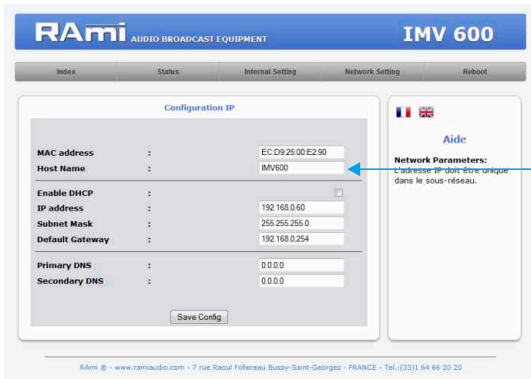 RAmi AUDIO BROADCAST EQUIPMENT IMV 600
Index Status Internal Setting Network Setting Reboot
Configuration IP
MAC address : EC:D9:25:00:E2:90
Host Name : IMV600
Enable DHCP :
IP address : 192.168.0.60
Subnet Mask : 255.255.255.0
Default Gateway : 192.168.0.254
Primary DNS : 0.0.0.0
Secondary DNS : 0.0.0.0
Save Config
Aide
Network Parameters:
L'adresse IP doit être unique
dans le sous-réseau.
RAmi ® - www.ramiaudio.com - 7 rue Raoul Follereau Bussy-Saint-Georges - FRANCE - Tel.:(33)1 64 66 20 20